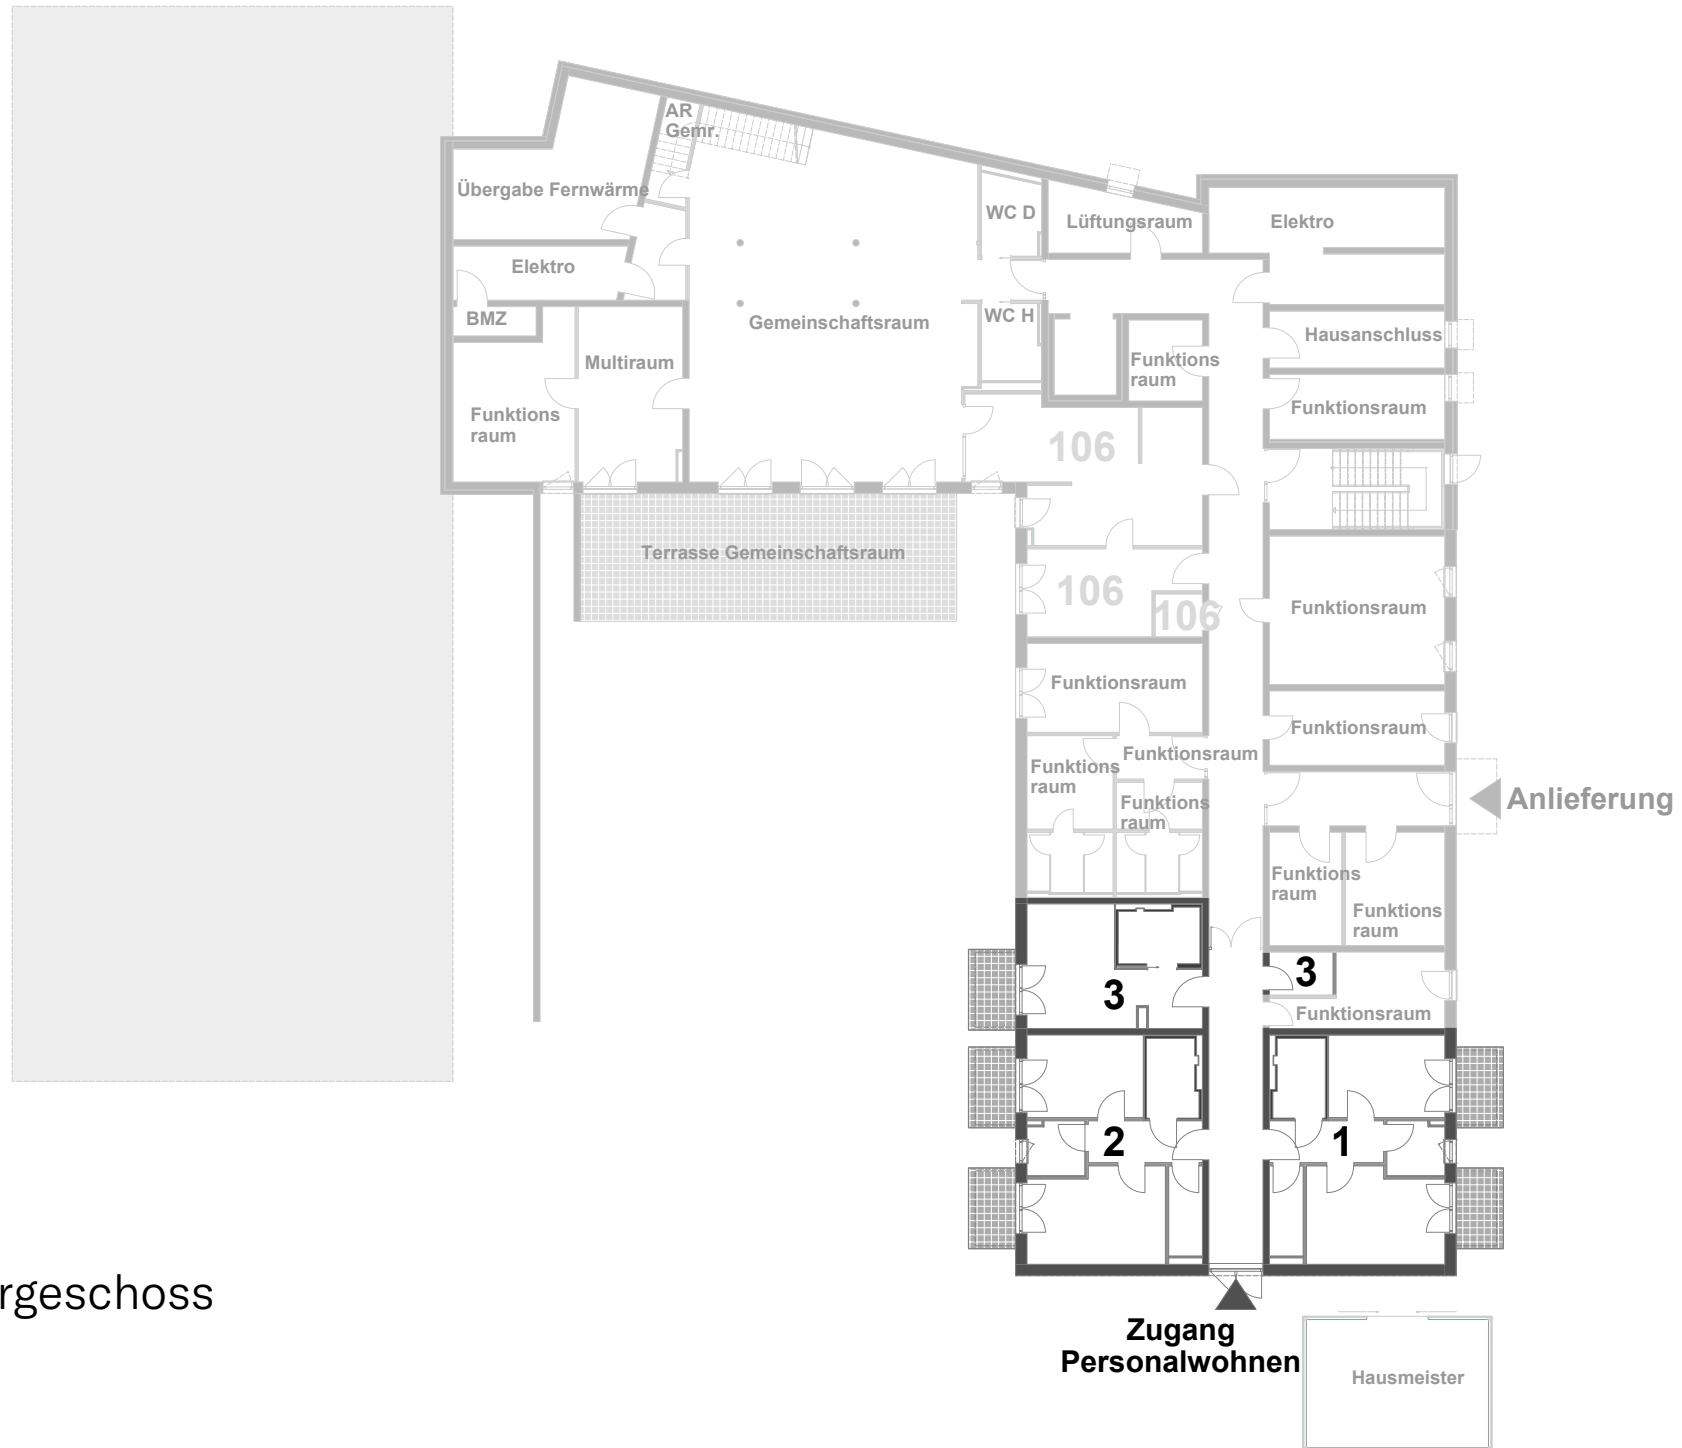 AR
Gemr.
Übergabe Fernwärme
WC D
Lüftungsraum
Elektro
Elektro
BMZ
WC H
Gemeinschaftsraum
Hausanschluss
Multiraum
Funktions
raum
Funktionsraum
Funktions
raum
106
Terrasse Gemeinschaftsraum
106
106
Funktionsraum
Funktionsraum
Funktionsraum
Funktionsraum
Funktions
raum
Funktions
raum
Anlieferung
Funktions
raum
Funktions
raum
3
3
Funktionsraum
2
1
rgeschoss
Zugang
Personalwohnen
Hausmeister